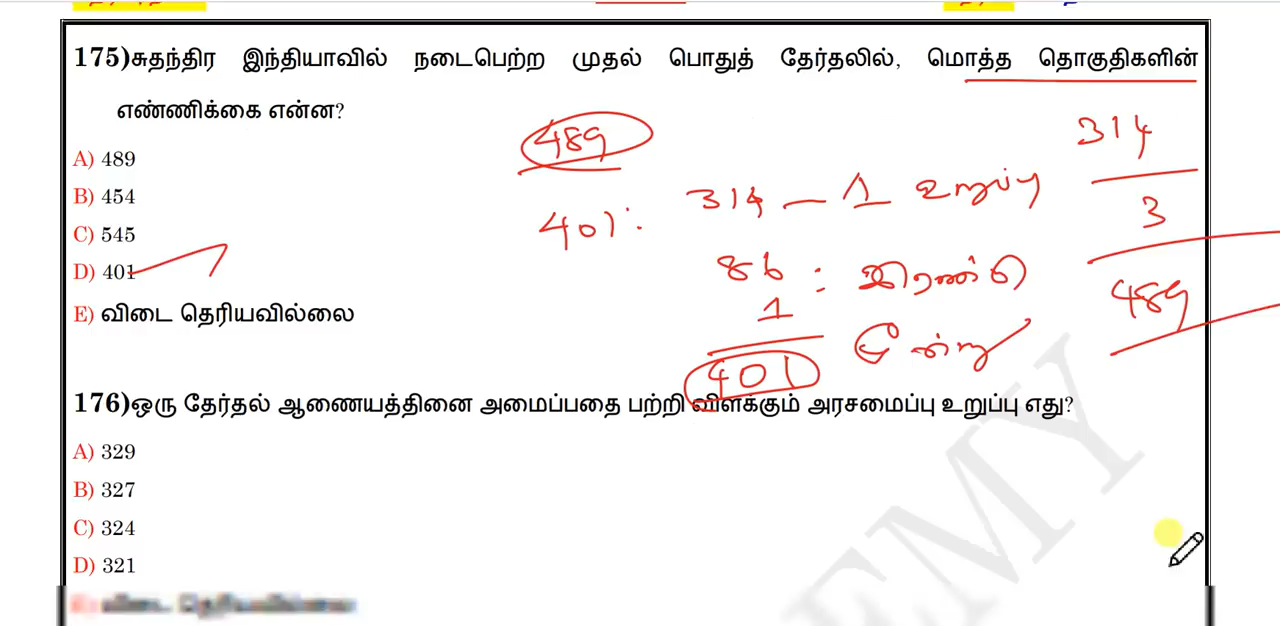 175)சுதந்திர இந்தியாவில் நடைபெற்ற முதல் பொதுத் தேர்தலில், மொத்த தொகுதிகளின்
எண்ணிக்கை என்ன?
489
314
A) 489
314 – 1 உறுப்பு
3
B) 454
401:
C) 545
86 : இரண்டு
489
D) 401
1
மூன்று
E) விடை தெரியவில்லை
401
176)ஒரு தேர்தல் ஆணையத்தினை அமைப்பதை பற்றி விளக்கும் அரசமைப்பு உறுப்பு எது?
A) 329
B) 327
C) 324
D) 321
E) விடை தெரியவில்லை
EMY